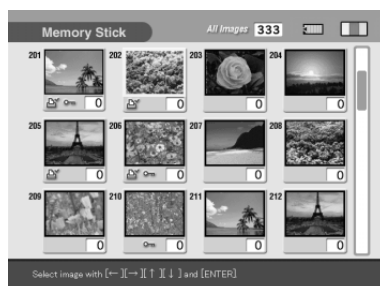 Memory Stick All Images 333
201 202 203 204
0 0 0 0
205 206 207 208
0 0 0 0
209 210 211 212
0 0 0 0
Select image with [←][→][↑][↓] and [ENTER]